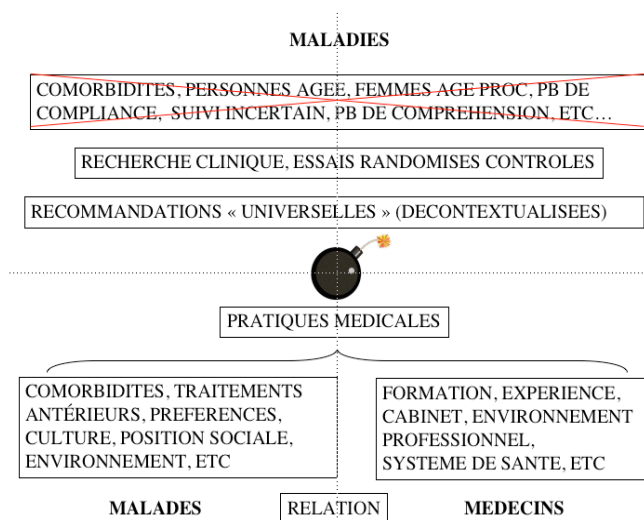 MALADIES
COMORBIDITES, PERSONNES AGEE, FEMMES AGE PROC, PB DE
COMPLIANCE, SUIVI INCERTAIN, PB DE COMPREHENSION, ETC…
RECHERCHE CLINIQUE, ESSAIS RANDOMISES CONTROLES
RECOMMANDATIONS « UNIVERSELLES » (DECONTEXTUALISEES)
PRATIQUES MEDICALES
COMORBIDITES, TRAITEMENTS
ANTÉRIEURS, PREFERENCES,
CULTURE, POSITION SOCIALE,
ENVIRONNEMENT, ETC
FORMATION, EXPERIENCE,
CABINET, ENVIRONNEMENT
PROFESSIONNEL,
SYSTEME DE SANTE, ETC
MALADES
RELATION
MEDECINS